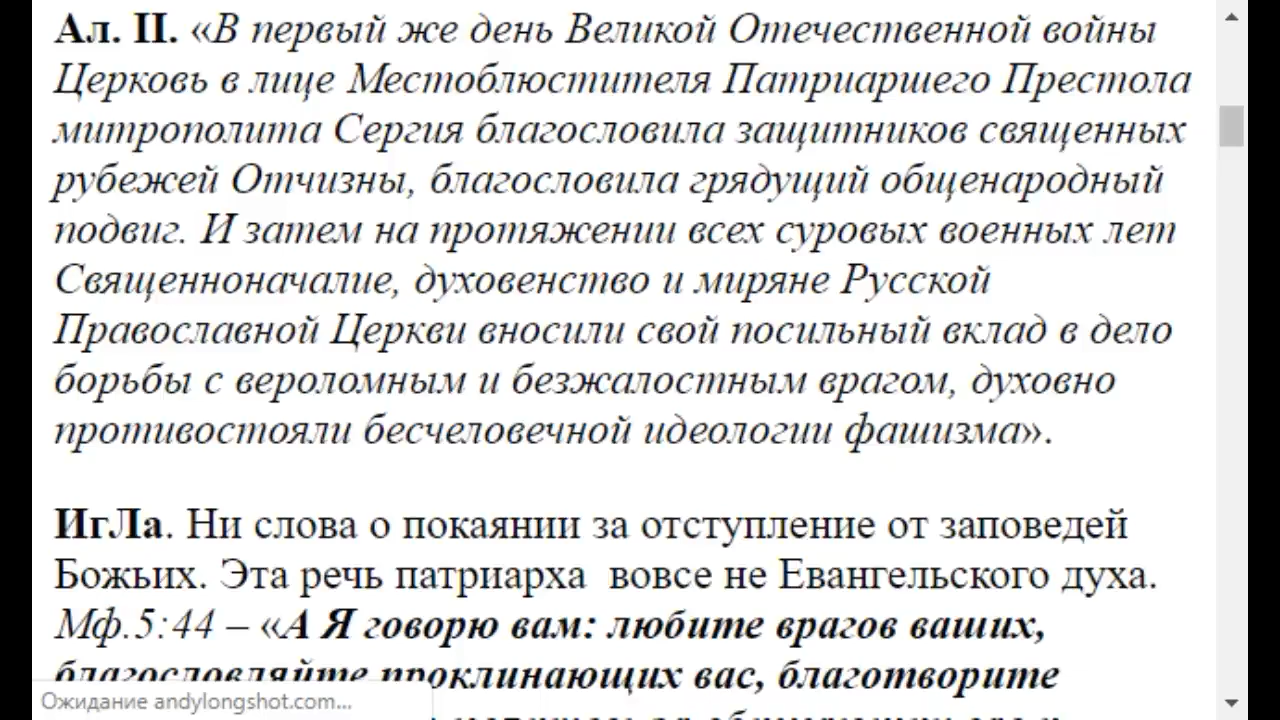 Ал. II. «В первый же день Великой Отечественной войны
Церковь в лице Местоблюстителя Патриаршего Престола
митрополита Сергия благословила защитников священных
рубежей Отчизны, благословила грядущий общенародный
подвиг. И затем на протяжении всех суровых военных лет
Священноначалие, духовенство и миряне Русской
Православной Церкви вносили свой посильный вклад в дело
борьбы с вероломным и безжалостным врагом, духовно
противостояли бесчеловечной идеологии фашизма».
ИгЛа. Ни слова о покаянии за отступление от заповедей
Божьих. Эта речь патриарха вовсе не Евангельского духа.
Мф.5:44 – «А Я говорю вам: любите врагов ваших,
благословляйте проклинающих вас, благотворите
Ожидание andylongshot.com...